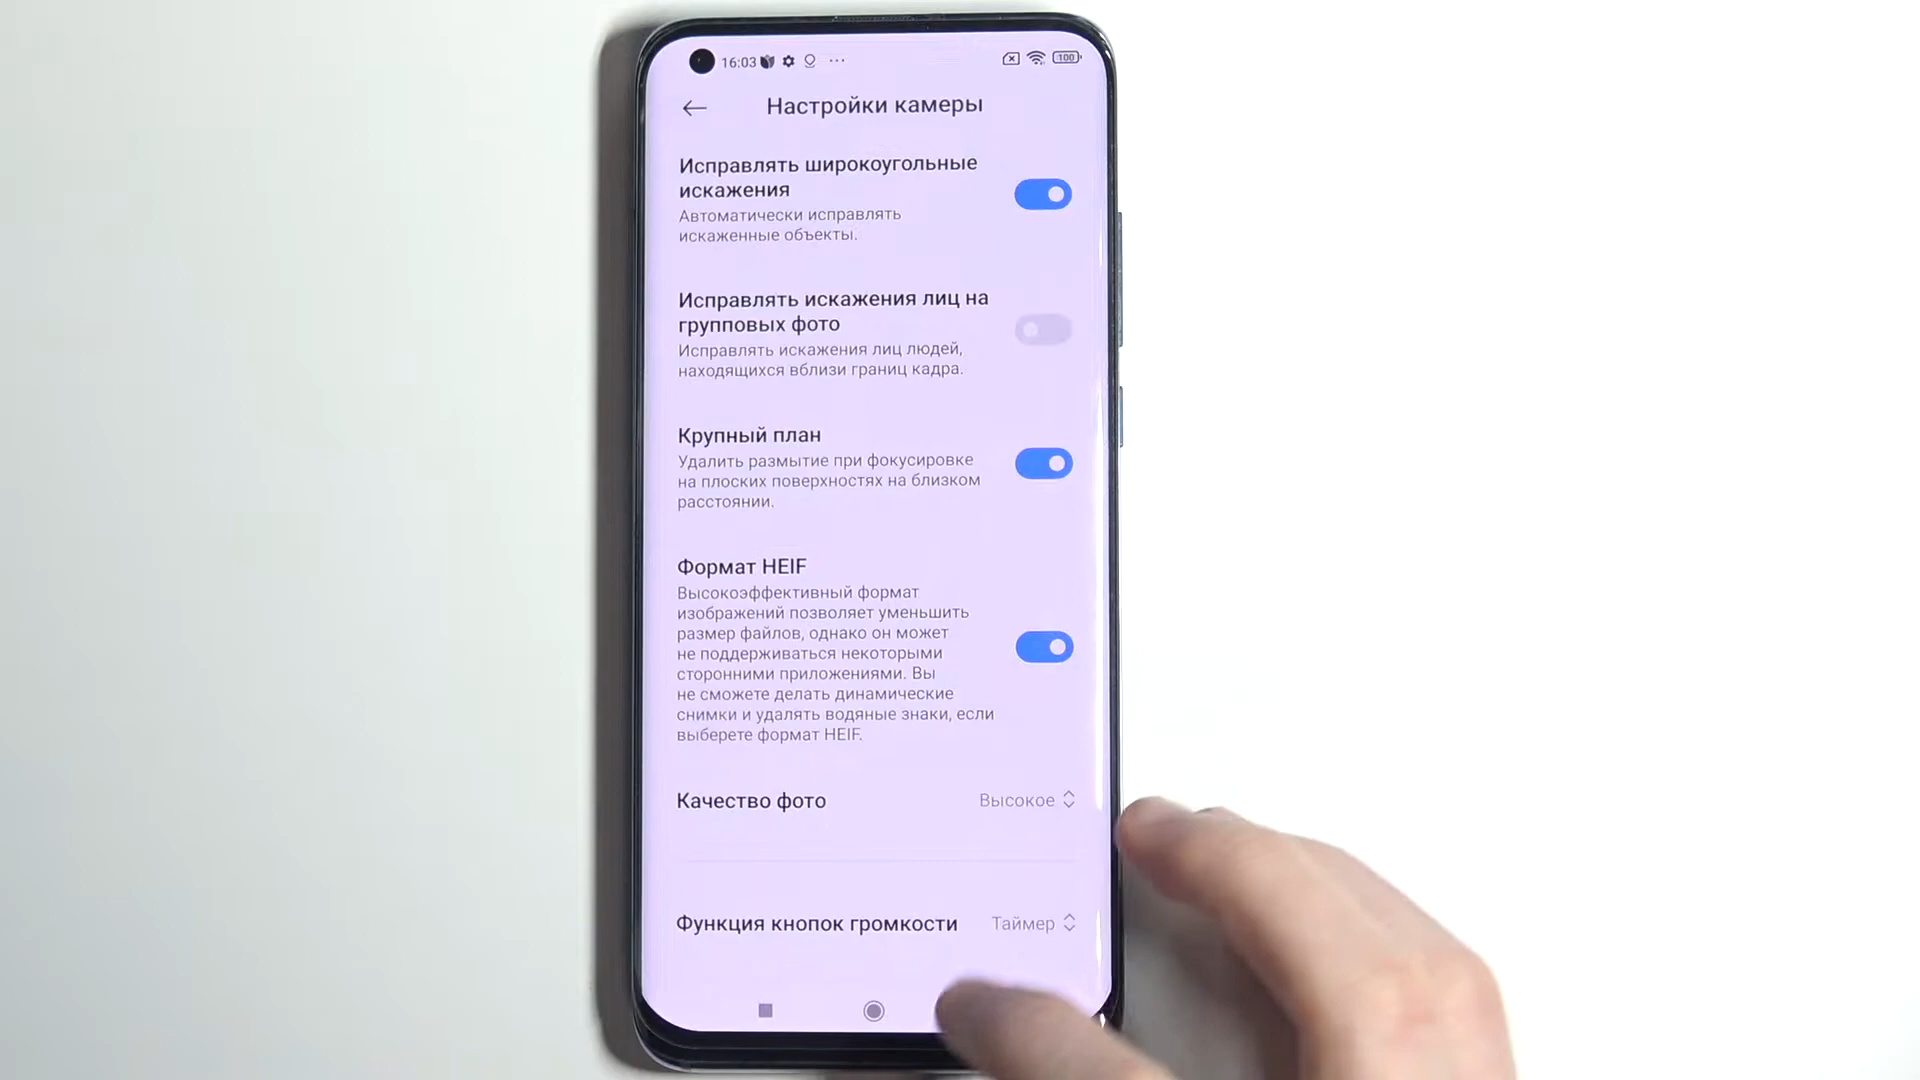 16:03
100
Настройки камеры
Исправлять широкоугольные
искажения
Автоматически исправлять
искаженные объекты.
Исправлять искажения лиц на
групповых фото
Исправлять искажения лиц людей,
находящихся вблизи границ кадра.
Крупный план
Удалить размытие при фокусировке
на плоских поверхностях на близком
расстоянии.
Формат HEIF
Высокоэффективный формат
изображений позволяет уменьшить
размер файлов, однако он может
не поддерживаться некоторыми
сторонними приложениями. Вы
не сможете делать динамические
снимки и удалять водяные знаки, если
выберете формат HEIF.
Качество фото Высокое
Функция кнопок громкости Таймер